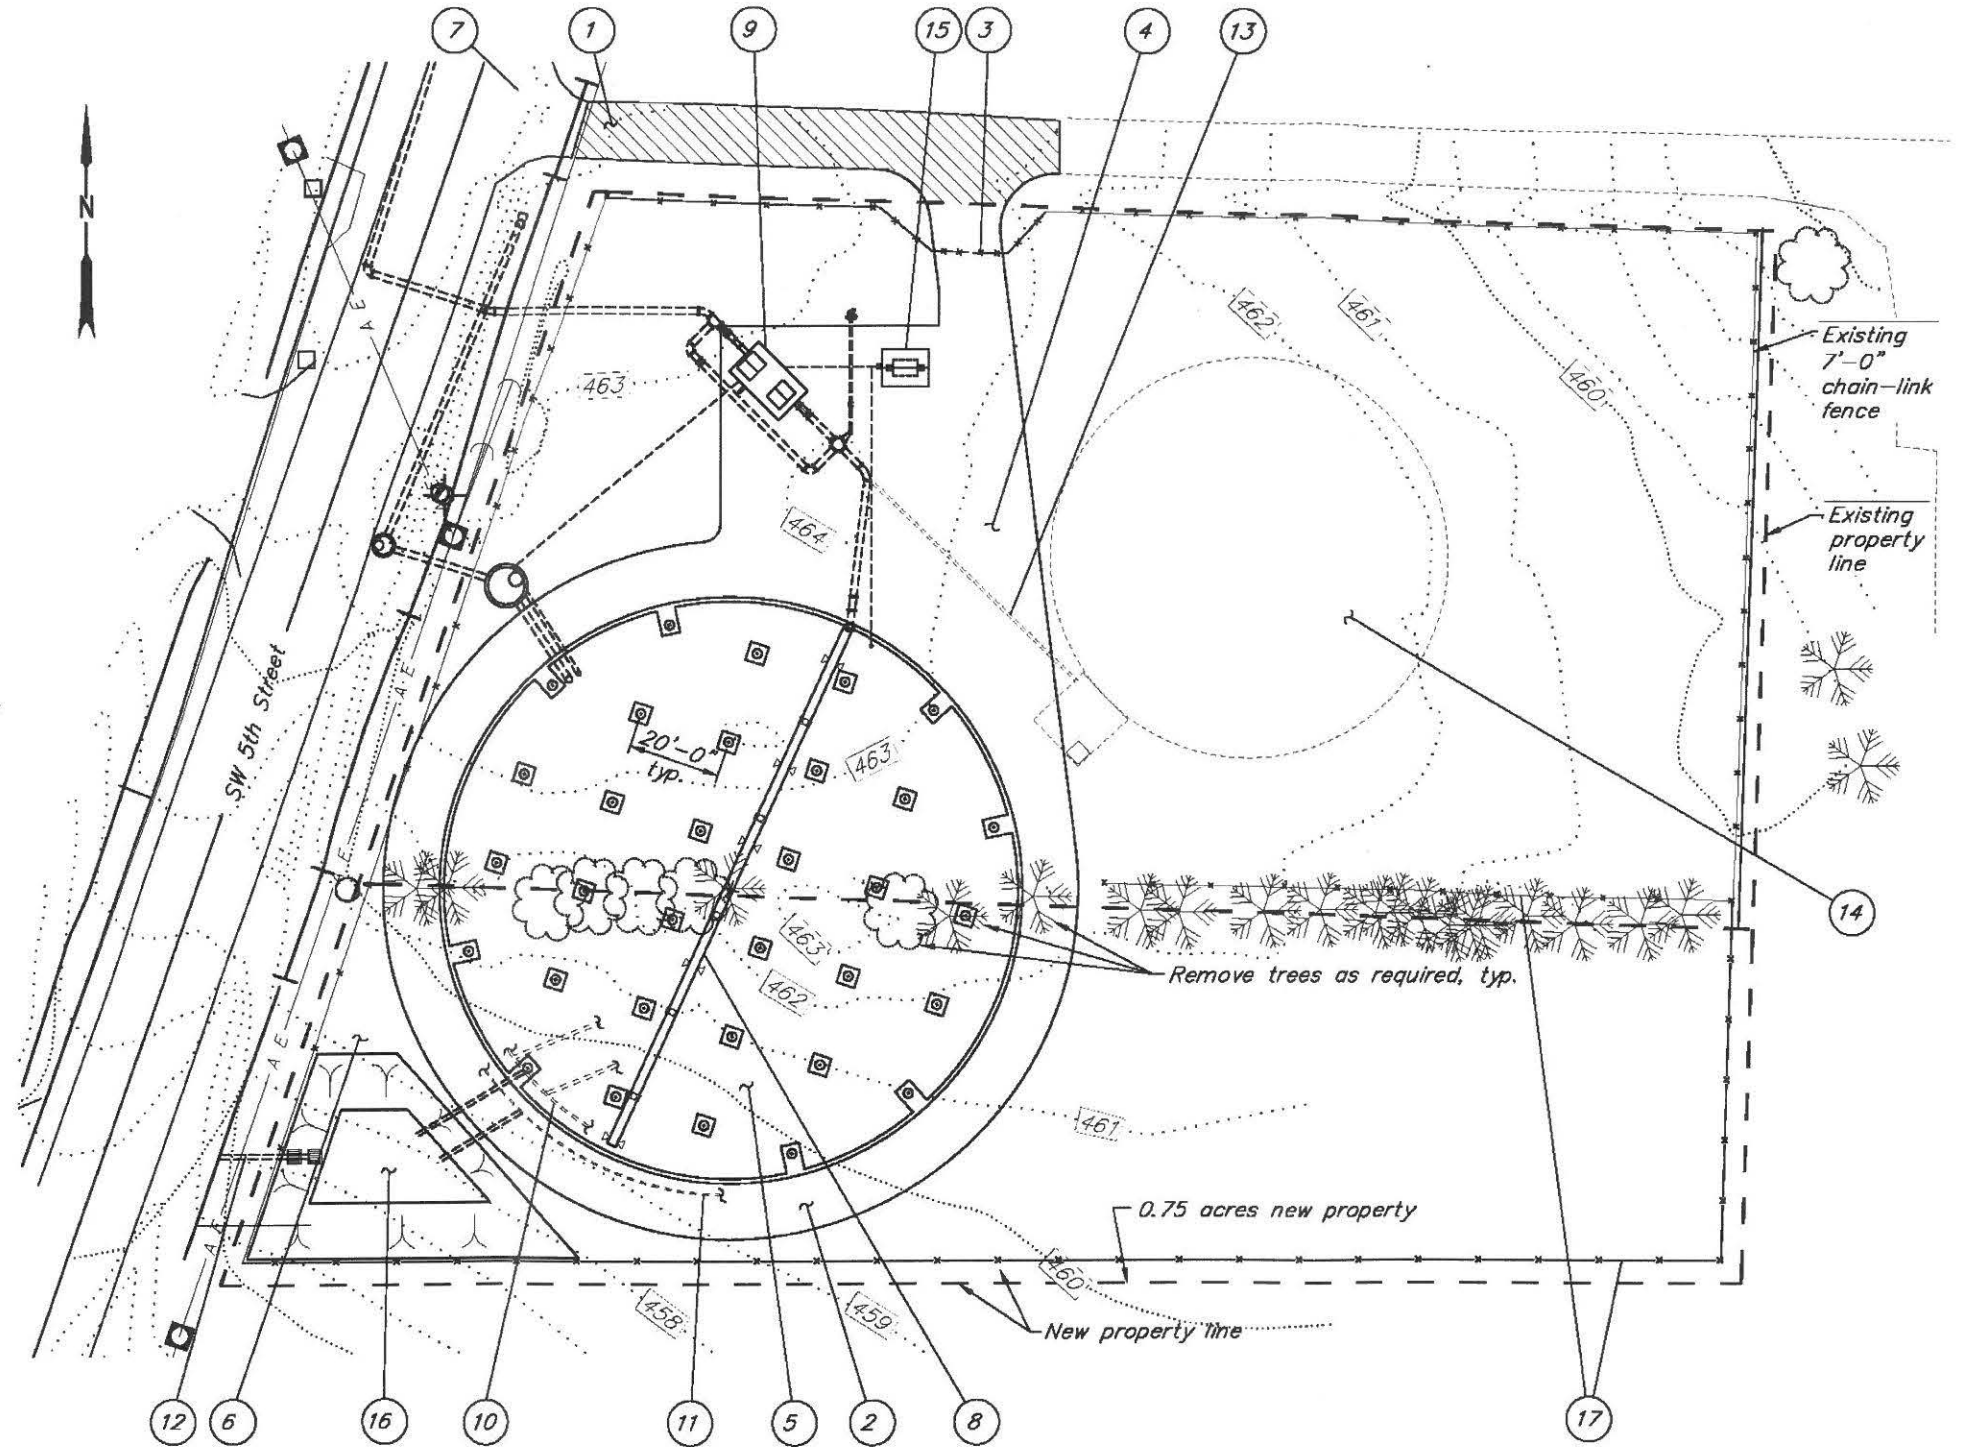 7
1
9
15
3
4
13
N
A E
462
461
460
Existing
7'-0"
chain-link
fence
463
464
Existing
property
line
SW 5th Street
A E
20'-0"
typ.
463
E
14
463
462
Remove trees as required, typ.
A E
461
0.75 acres new property
A E
460
458
459
New property line
12
6
16
10
11
5
2
8
17